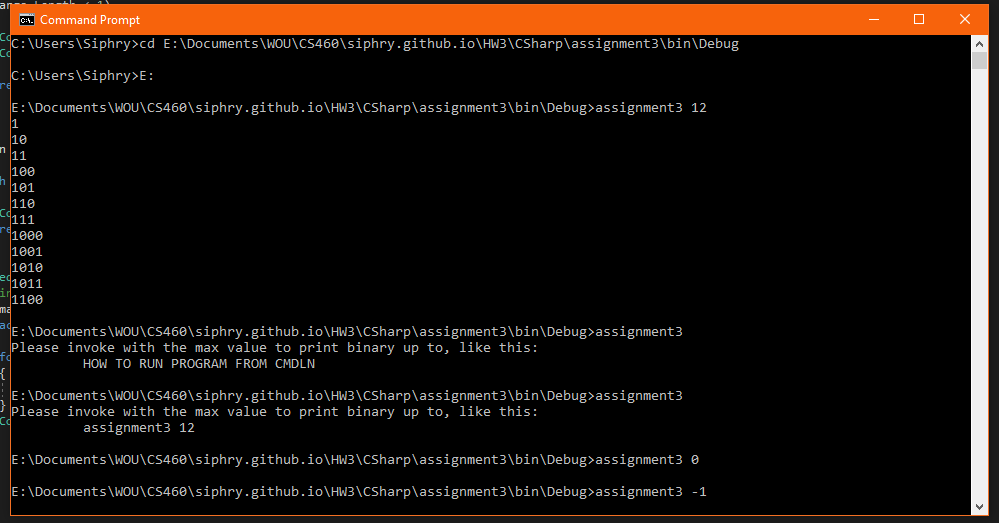 Command Prompt
C:\Users\Siphry>cd E:\Documents\WOU\CS460\siphry.github.io\HW3\CSharp\assignment3\bin\Debug
C:\Users\Siphry>E:
E:\Documents\WOU\CS460\siphry.github.io\HW3\CSharp\assignment3\bin\Debug>assignment3 12
1
10
11
100
101
110
111
1000
1001
1010
1011
1100
E:\Documents\WOU\CS460\siphry.github.io\HW3\CSharp\assignment3\bin\Debug>assignment3
Please invoke with the max value to print binary up to, like this:
HOW TO RUN PROGRAM FROM CMDLN
E:\Documents\WOU\CS460\siphry.github.io\HW3\CSharp\assignment3\bin\Debug>assignment3
Please invoke with the max value to print binary up to, like this:
assignment3 12
E:\Documents\WOU\CS460\siphry.github.io\HW3\CSharp\assignment3\bin\Debug>assignment3 0
E:\Documents\WOU\CS460\siphry.github.io\HW3\CSharp\assignment3\bin\Debug>assignment3 -1